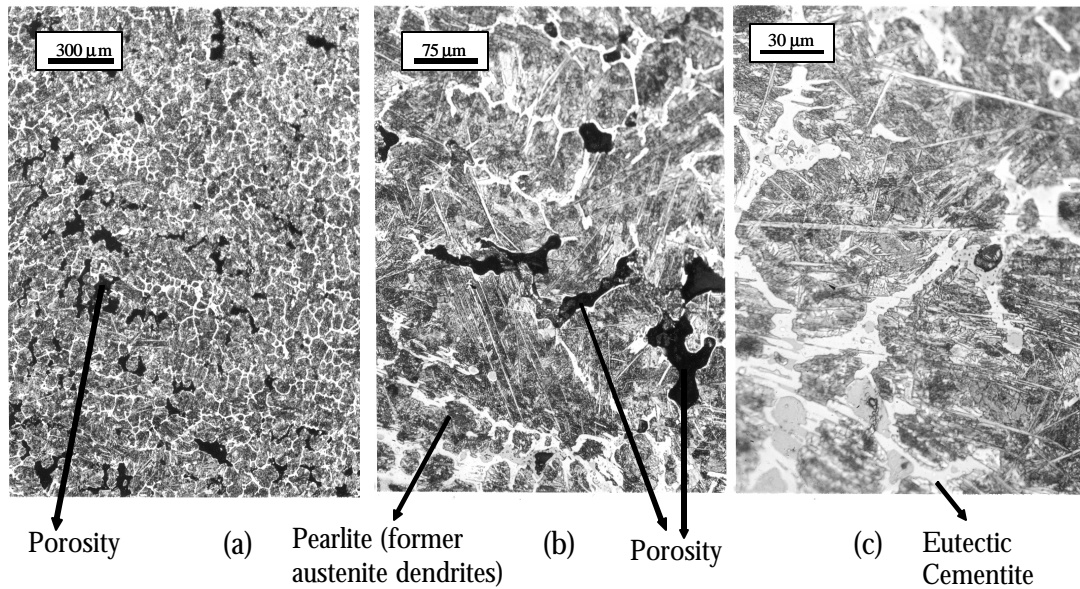 300 μm
75 μm
30 μm
Porosity
(a)
Pearlite (former
austenite dendrites)
(b)
Porosity
(c)
Eutectic
Cementite